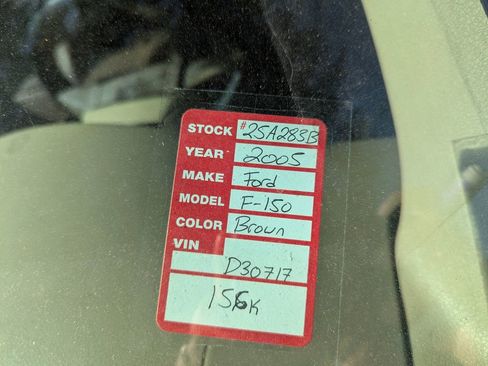 STOCK #25A283B
YEAR 2005
MAKE Ford
MODEL F-150
COLOR Brown
VIN
D30717
156K